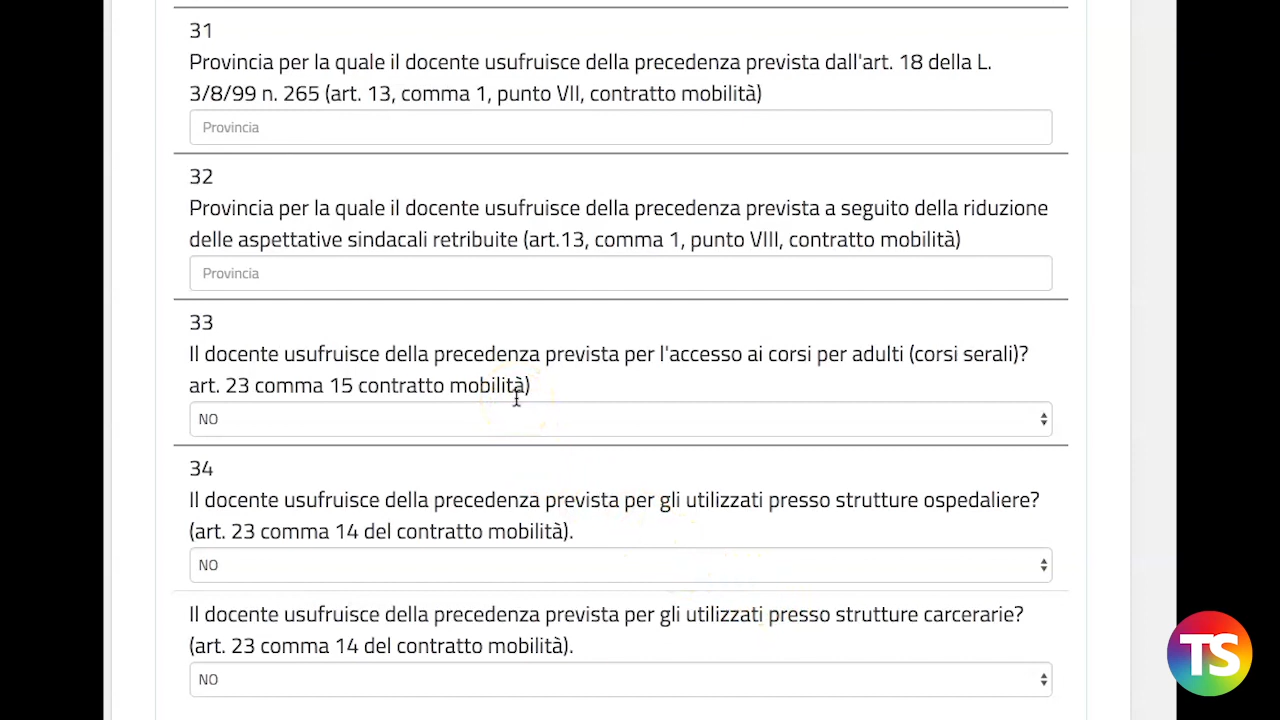 31
Provincia per la quale il docente usufruisce della precedenza prevista dall'art. 18 della L.
3/8/99 n. 265 (art. 13, comma 1, punto VII, contratto mobilità)
Provincia
32
Provincia per la quale il docente usufruisce della precedenza prevista a seguito della riduzione
delle aspettative sindacali retribuite (art.13, comma 1, punto VIII, contratto mobilità)
Provincia
33
Il docente usufruisce della precedenza prevista per l'accesso ai corsi per adulti (corsi serali)?
art. 23 comma 15 contratto mobilità)
NO
34
Il docente usufruisce della precedenza prevista per gli utilizzati presso strutture ospedaliere?
(art. 23 comma 14 del contratto mobilità).
NO
Il docente usufruisce della precedenza prevista per gli utilizzati presso strutture carcerarie?
(art. 23 comma 14 del contratto mobilità).
NO
TS